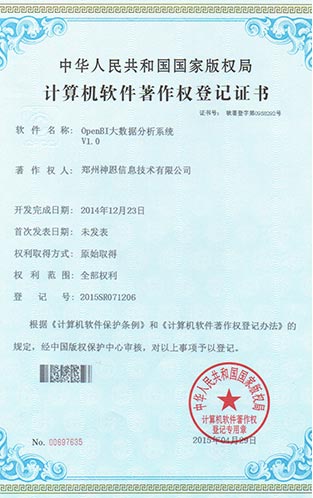 中华人民共和国国家版权局
计算机软件著作权登记证书
证书号： 软著登字第0958292号
软件名称： OpenBI大数据分析系统
V1.0
著作权人： 郑州神恩信息技术有限公司
开发完成日期： 2014年12月23日
首次发表日期： 未发表
权利取得方式： 原始取得
权利范围： 全部权利
登记号： 2015SR071206
根据《计算机软件保护条例》和《计算机软件著作权登记办法》的
规定，经中国版权保护中心审核，对以上事项予以登记。
中华人民共和国国家版权局
计算机软件著作权
登记专用章
No. 00897635
2015年04月29日